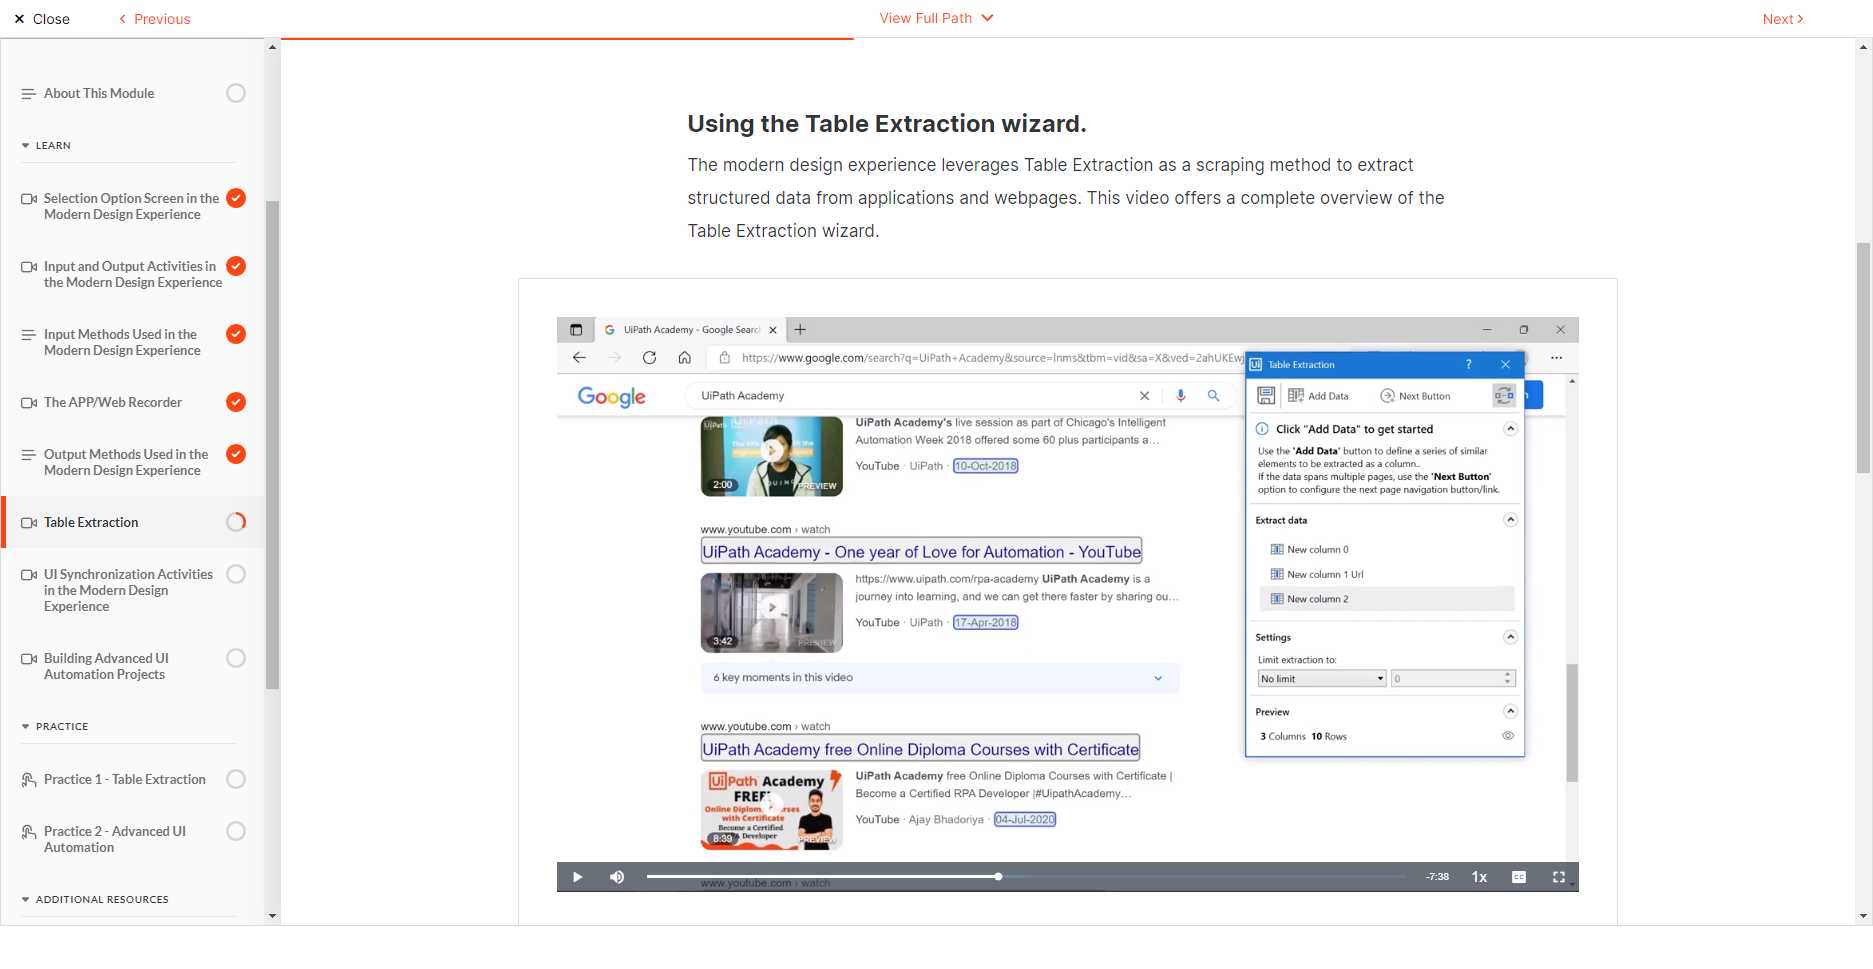 Close
Previous
View Full Path
Next
About This Module
LEARN
Selection Option Screen in the
Modern Design Experience
Input and Output Activities in
the Modern Design Experience
Input Methods Used in the
Modern Design Experience
The APP/Web Recorder
Output Methods Used in the
Modern Design Experience
Table Extraction
UI Synchronization Activities
in the Modern Design
Experience
Building Advanced UI
Automation Projects
PRACTICE
Practice 1 - Table Extraction
Practice 2 - Advanced UI
Automation
ADDITIONAL RESOURCES
Using the Table Extraction wizard.
The modern design experience leverages Table Extraction as a scraping method to extract
structured data from applications and webpages. This video offers a complete overview of the
Table Extraction wizard.
UiPath Academy - Google Search
https://www.google.com/search?q=UiPath+Academy&source=lnms&tbm=vid&sa=X&ved=2ahUKEwj
Google
UiPath Academy
UiPath Academy's live session as part of Chicago's Intelligent
Automation Week 2018 offered some 60 plus participants a...
YouTube · UiPath · 10-Oct-2018
2:00
PREVIEW
www.youtube.com › watch
UiPath Academy - One year of Love for Automation - YouTube
https://www.uipath.com/rpa-academy UiPath Academy is a
journey into learning, and we can get there faster by sharing ou...
YouTube · UiPath · 17-Apr-2018
3:42
PREVIEW
6 key moments in this video
www.youtube.com › watch
UiPath Academy free Online Diploma Courses with Certificate
UiPath Academy
FREE!
Online Diploma Courses
with Certificate
Become a Certified
RPA Developer
8:39
PREVIEW
UiPath Academy free Online Diploma Courses with Certificate |
Become a Certified RPA Developer |#UipathAcademy...
YouTube · Ajay Bhadoriya · 04-Jul-2020
www.youtube.com › watch
Ui Table Extraction ?
Add Data
Next Button
Click "Add Data" to get started
Use the 'Add Data' button to define a series of similar
elements to be extracted as a column..
If the data spans multiple pages, use the 'Next Button'
option to configure the next page navigation button/link.
Extract data
New column 0
New column 1 Url
New column 2
Settings
Limit extraction to:
No limit
0
Preview
3 Columns 10 Rows
-7:38
1x
CC